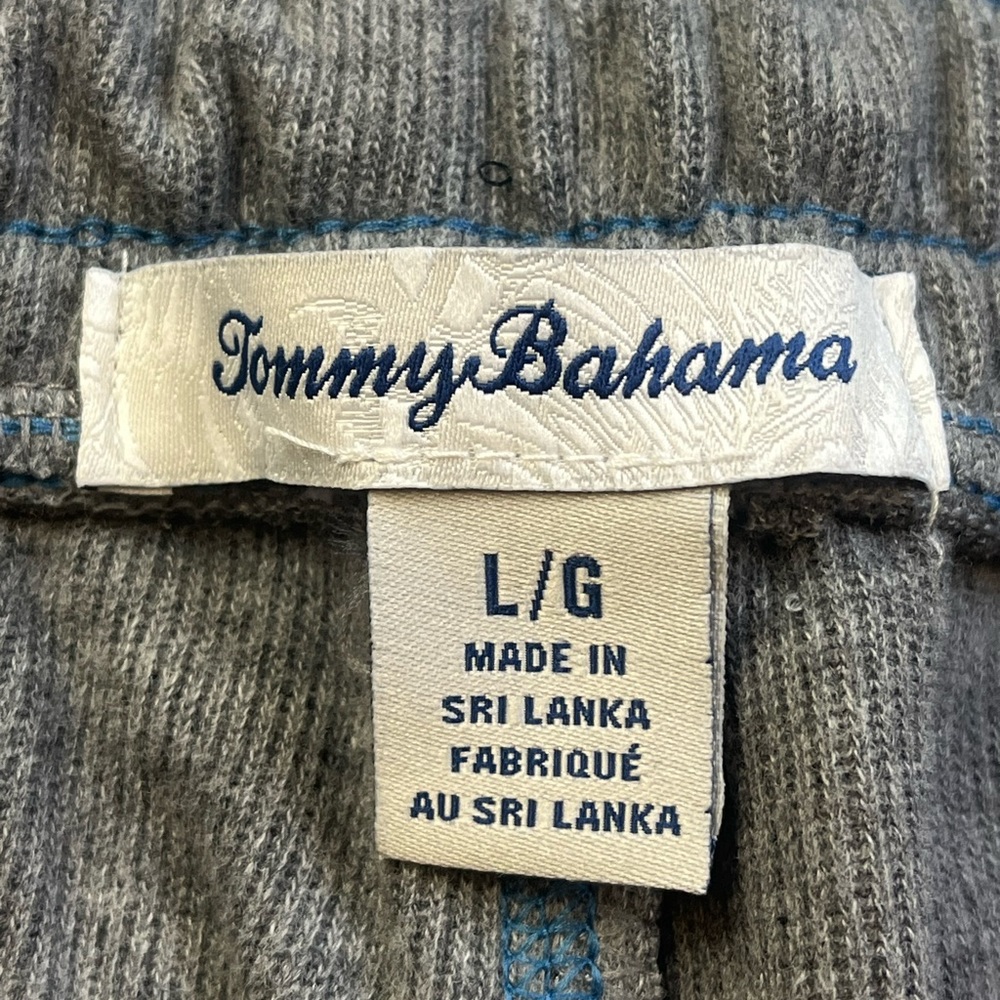 Tommy Bahama
L/G
MADE IN
SRI LANKA
FABRIQUÉ
AU SRI LANKA